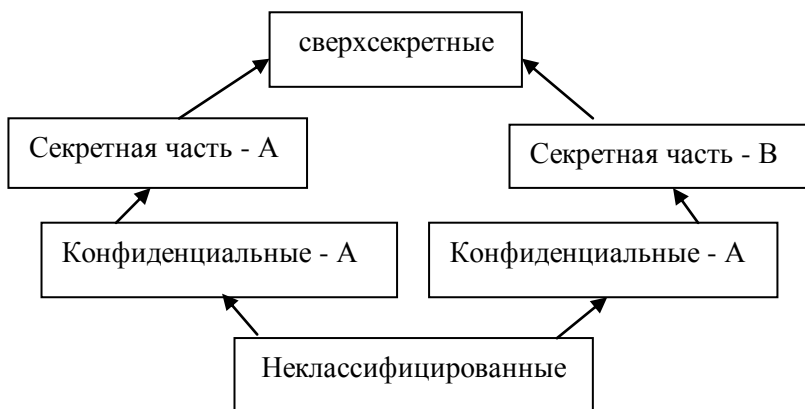 сверхсекретные
Секретная часть - А
Секретная часть - В
Конфиденциальные - А
Конфиденциальные - А
Неклассифицированные